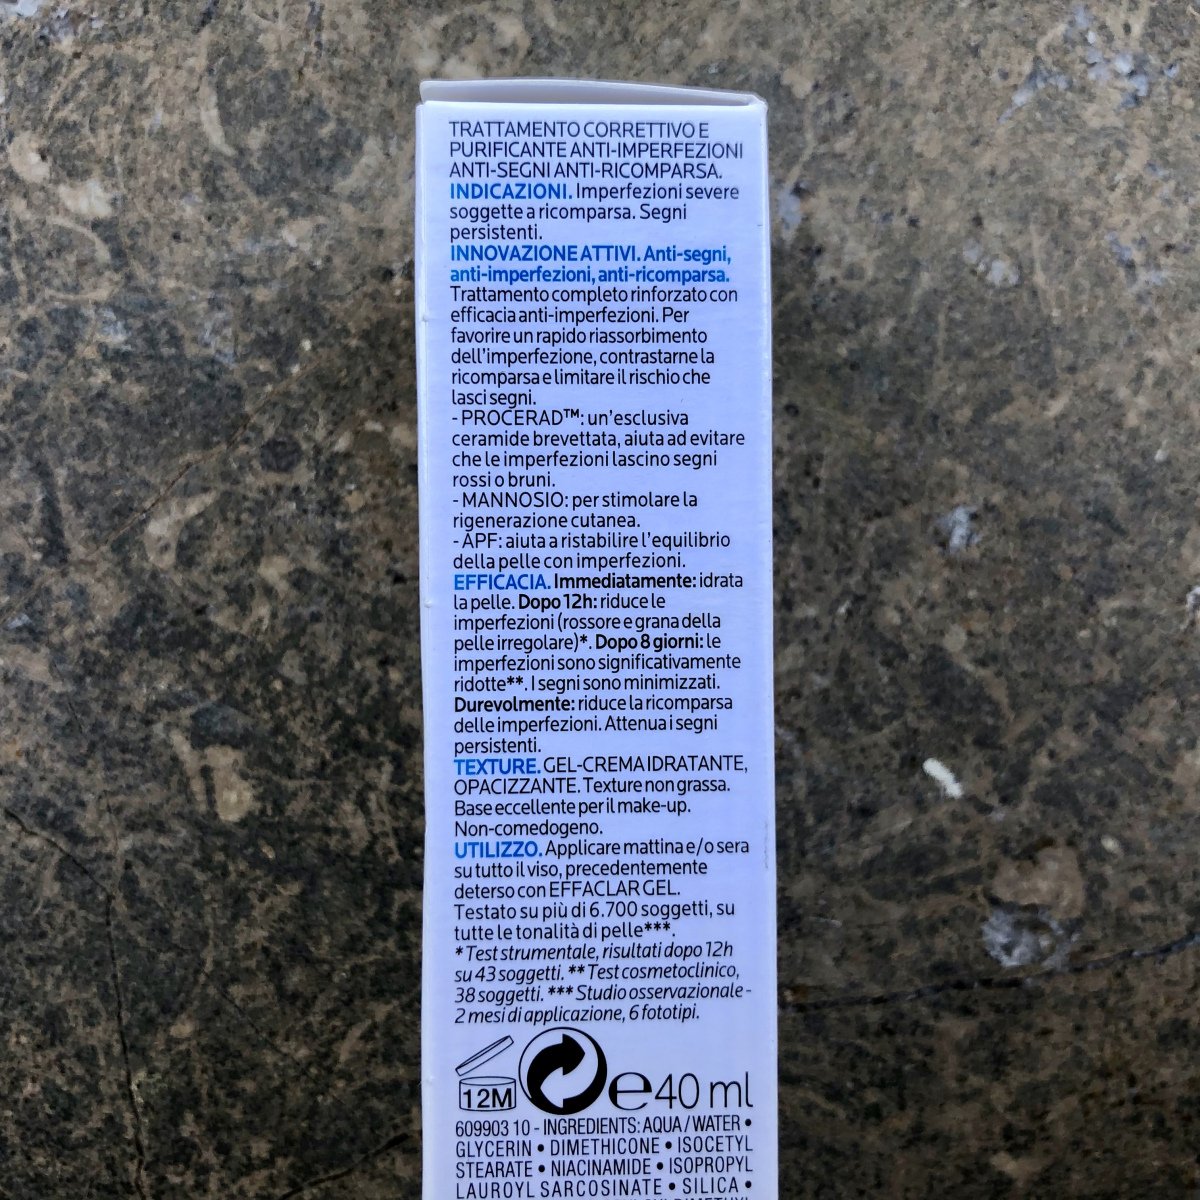 TRATTAMENTO CORRETTIVO E
PURIFICANTE ANTI-IMPERFEZIONI
ANTI-SEGNI ANTI-RICOMPARSA.
INDICAZIONI. Imperfezioni severe
soggette a ricomparsa. Segni
persistenti.
INNOVAZIONE ATTIVI. Anti-segni,
anti-imperfezioni, anti-ricomparsa.
Trattamento completo rinforzato con
efficacia anti-imperfezioni. Per
favorire un rapido riassorbimento
dell'imperfezione, contrastarne la
ricomparsa e limitare il rischio che
lasci segni.
- PROCERAD™: un'esclusiva
ceramide brevettata, aiuta ad evitare
che le imperfezioni lascino segni
rossi o bruni.
- MANNOSIO: per stimolare la
rigenerazione cutanea.
- APF: aiuta a ristabilire l'equilibrio
della pelle con imperfezioni.
EFFICACIA. Immediatamente: idrata
la pelle. Dopo 12h: riduce le
imperfezioni (rossore e grana della
pelle irregolare)*. Dopo 8 giorni: le
imperfezioni sono significativamente
ridotte**. I segni sono minimizzati.
Durevolmente: riduce la ricomparsa
delle imperfezioni. Attenua i segni
persistenti.
TEXTURE. GEL-CREMA IDRATANTE,
OPACIZZANTE. Texture non grassa.
Base eccellente per il make-up.
Non-comedogeno.
UTILIZZO. Applicare mattina e/o sera
su tutto il viso, precedentemente
deterso con EFFACLAR GEL.
Testato su più di 6.700 soggetti, su
tutte le tonalità di pelle***.
* Test strumentale, risultati dopo 12h
su 43 soggetti. ** Test cosmetoclinico,
38 soggetti. *** Studio osservazionale -
2 mesi di applicazione, 6 fototipi.
12M e 40 ml
609903 10 - INGREDIENTS: AQUA / WATER •
GLYCERIN • DIMETHICONE • ISOCETYL
STEARATE • NIACINAMIDE • ISOPROPYL
LAUROYL SARCOSINATE • SILICA •